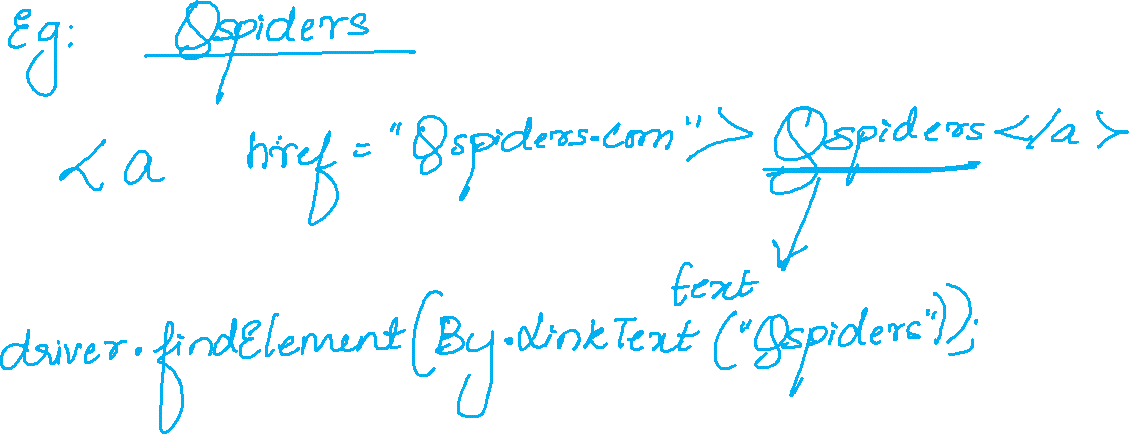 Eg: Qspiders
<a href="Qspiders.com">Qspiders</a>
text
driver.findElement(By.LinkText("Qspiders"));